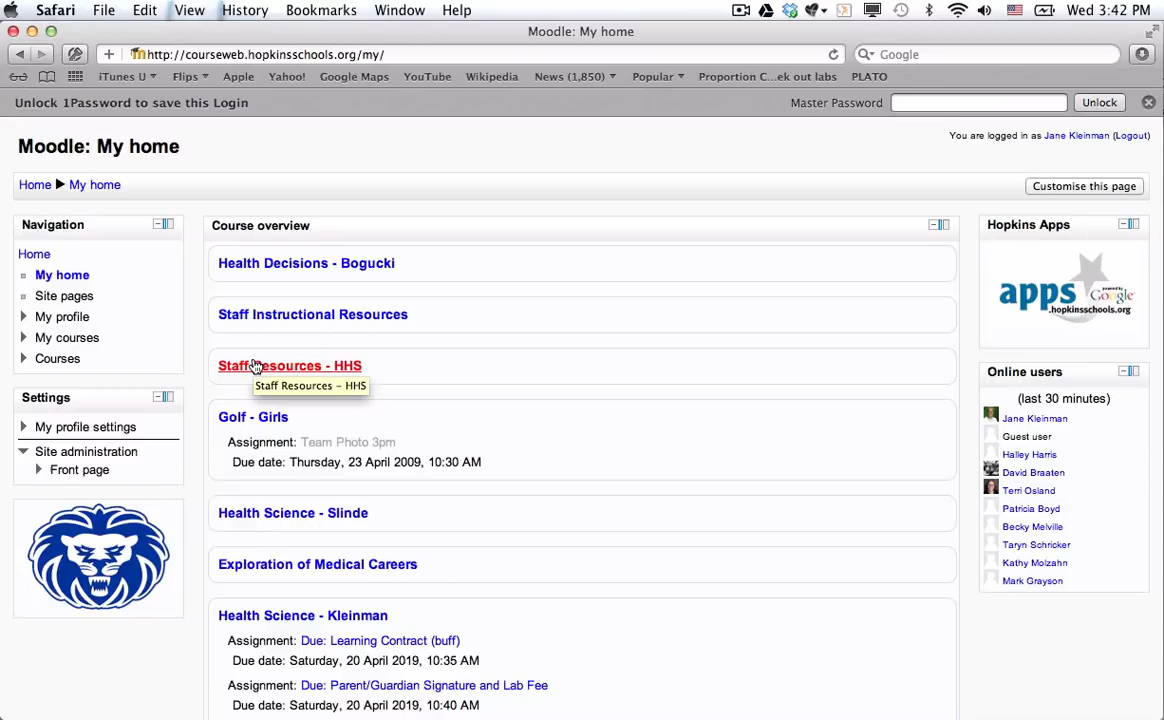 Safari File Edit View History Bookmarks Window Help Wed 3:42 PM
Moodle: My home
http://courseweb.hopkinsschools.org/my/ Google
iTunes U Flips Apple Yahoo! Google Maps YouTube Wikipedia News (1,850) Popular Proportion C...ek out labs PLATO
Unlock 1Password to save this Login Master Password Unlock
You are logged in as Jane Kleinman (Logout)
Moodle: My home
Home ▶ My home Customise this page
Navigation
Home
My home
Site pages
My profile
My courses
Courses
Settings
My profile settings
Site administration
Front page
Course overview
Health Decisions - Bogucki
Staff Instructional Resources
Staff Resources - HHS
Staff Resources - HHS
Golf - Girls
Assignment: Team Photo 3pm
Due date: Thursday, 23 April 2009, 10:30 AM
Health Science - Slinde
Exploration of Medical Careers
Health Science - Kleinman
Assignment: Due: Learning Contract (buff)
Due date: Saturday, 20 April 2019, 10:35 AM
Assignment: Due: Parent/Guardian Signature and Lab Fee
Due date: Saturday, 20 April 2019, 10:40 AM
Hopkins Apps
apps powered by Google
.hopkinsschools.org
Online users
(last 30 minutes)
Jane Kleinman
Guest user
Halley Harris
David Braaten
Terri Osland
Patricia Boyd
Becky Melville
Taryn Schricker
Kathy Molzahn
Mark Grayson